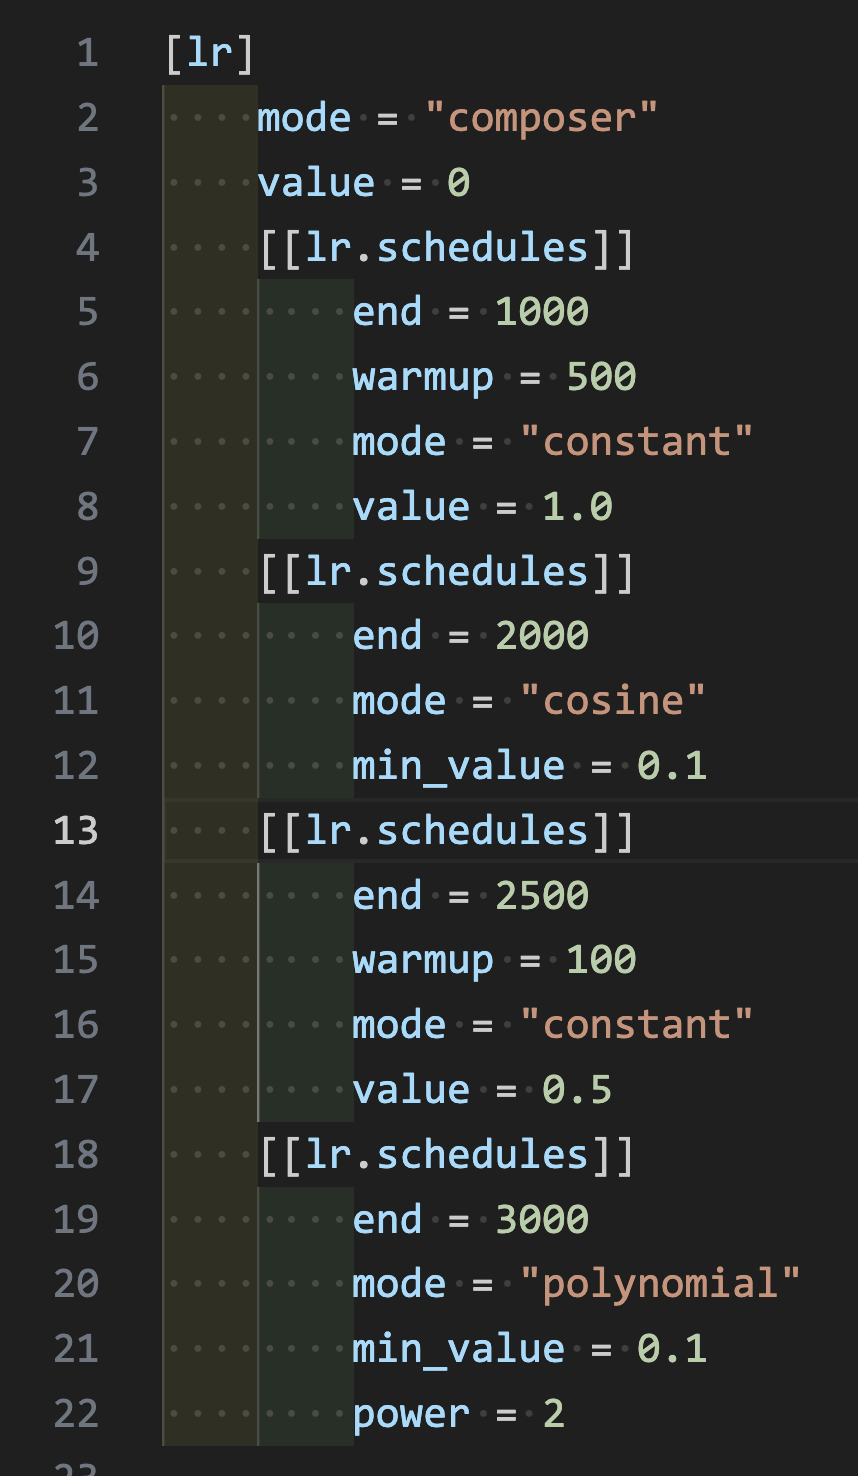 1 [lr]
2 mode = "composer"
3 value = 0
4 [[lr.schedules]]
5 end = 1000
6 warmup = 500
7 mode = "constant"
8 value = 1.0
9 [[lr.schedules]]
10 end = 2000
11 mode = "cosine"
12 min_value = 0.1
13 [[lr.schedules]]
14 end = 2500
15 warmup = 100
16 mode = "constant"
17 value = 0.5
18 [[lr.schedules]]
19 end = 3000
20 mode = "polynomial"
21 min_value = 0.1
22 power = 2
23